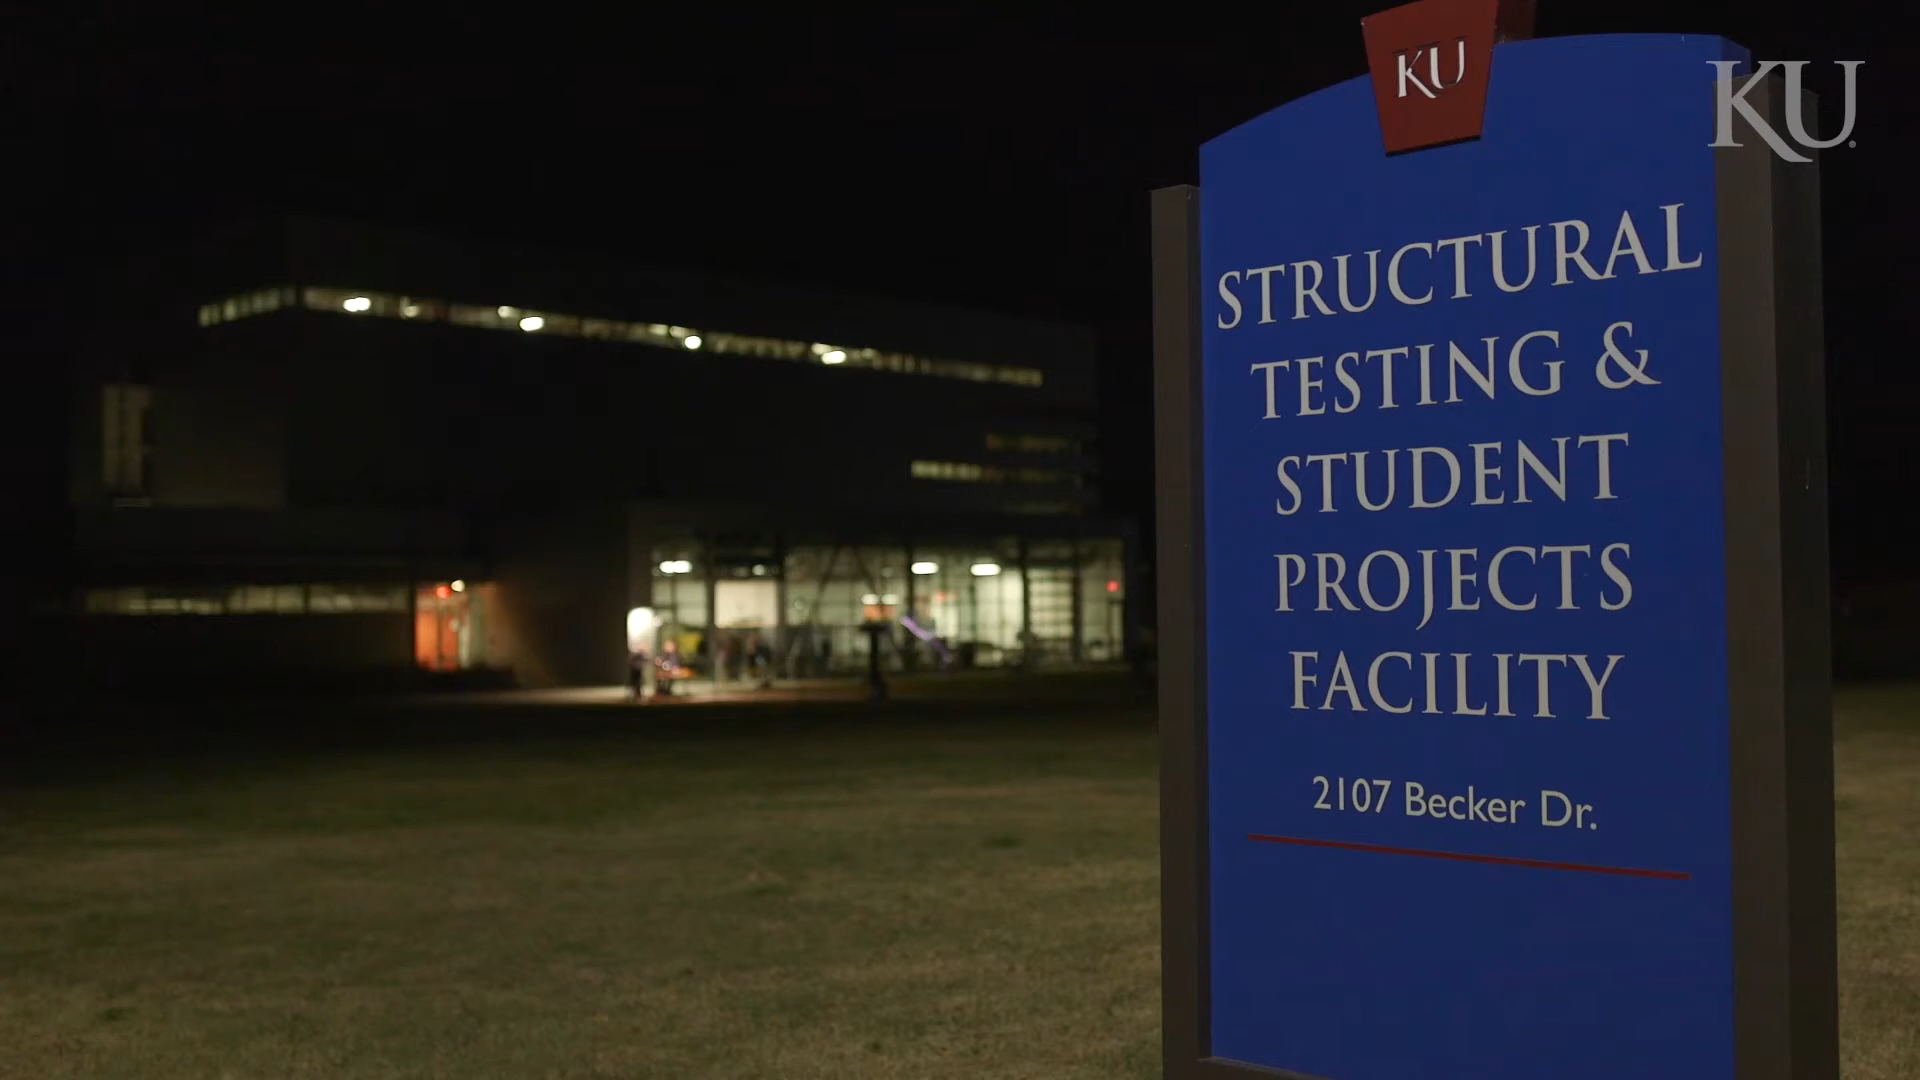 KU
KU
STRUCTURAL
TESTING &
STUDENT
PROJECTS
FACILITY
2107 Becker Dr.